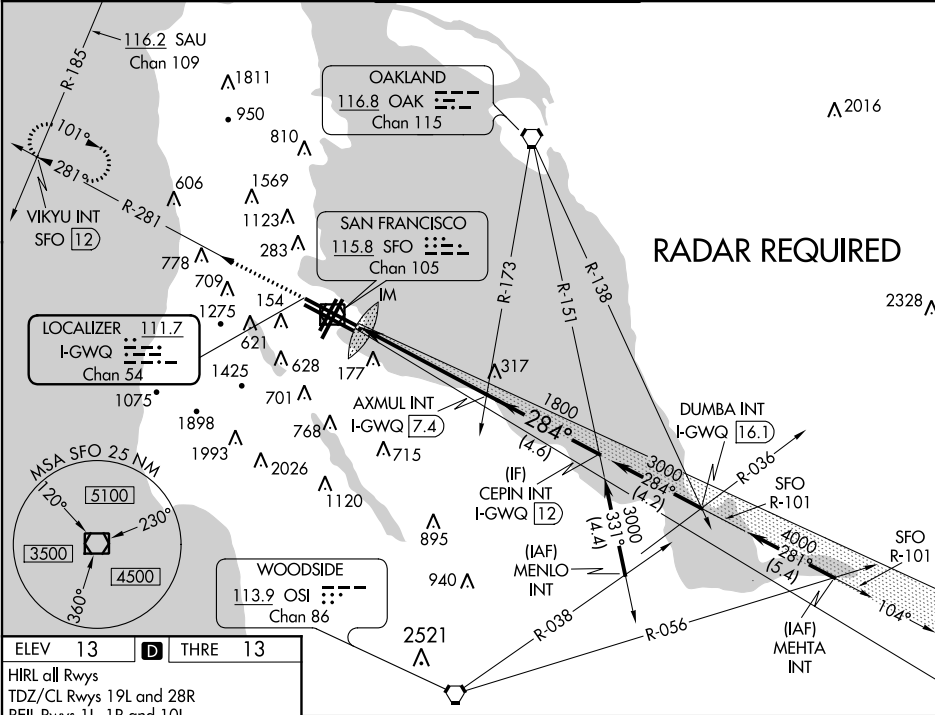 116.2 SAU
Chan 109
R-185
1811
950
810
OAKLAND
116.8 OAK
Chan 115
2016
101°
281°
R-281
VIKYU INT
SFO 12
606
1569
1123
283
778
709
SAN FRANCISCO
115.8 SFO
Chan 105
IM
R-173
R-151
R-138
RADAR REQUIRED
2328
LOCALIZER 111.7
I-GWQ
Chan 54
1275
154
621
628
177
1425
701
1075
1898
768
1993
2026
715
1120
317
AXMUL INT
I-GWQ 7.4
1800
284°
(4.6)
DUMBA INT
I-GWQ 16.1
R-036
3000
284°
(4.2)
(IF)
CEPIN INT
I-GWQ 12
SFO
R-101
SFO
R-101
4000
281°
(5.4)
104°
3000
331°
(4.4)
(IAF)
MENLO
INT
(IAF)
MEHTA
INT
MSA SFO 25 NM
120°
5100
230°
3500
4500
360°
895
940
WOODSIDE
113.9 OSI
Chan 86
R-038
R-056
2521
ELEV 13 D THRE 13
HIRL all Rwys
TDZ/CL Rwys 19L and 28R
REIL Rwys 1L, 1R and 10L